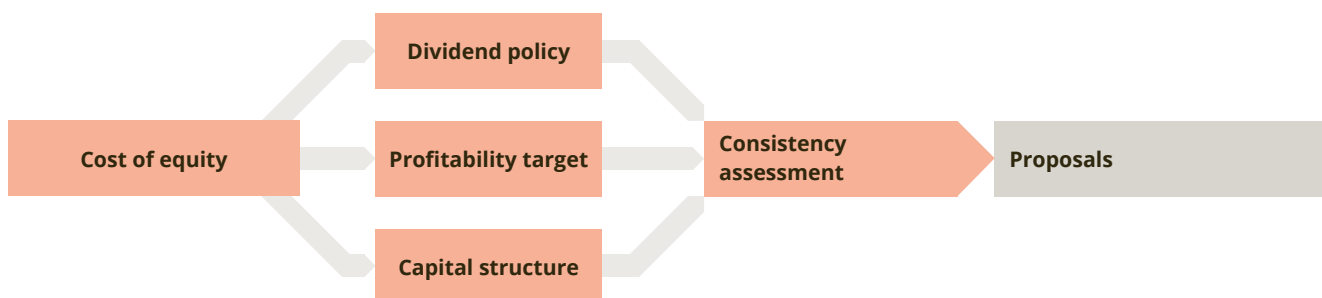 Dividend policy
Cost of equity
Profitability target
Consistency
assessment
Proposals
Capital structure